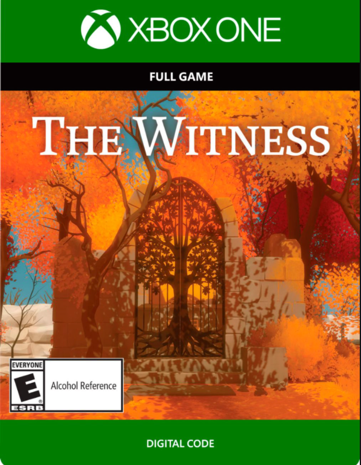 XBOX ONE
FULL GAME
THE WITNESS
EVERYONE
E
Alcohol Reference
ESRB
DIGITAL CODE